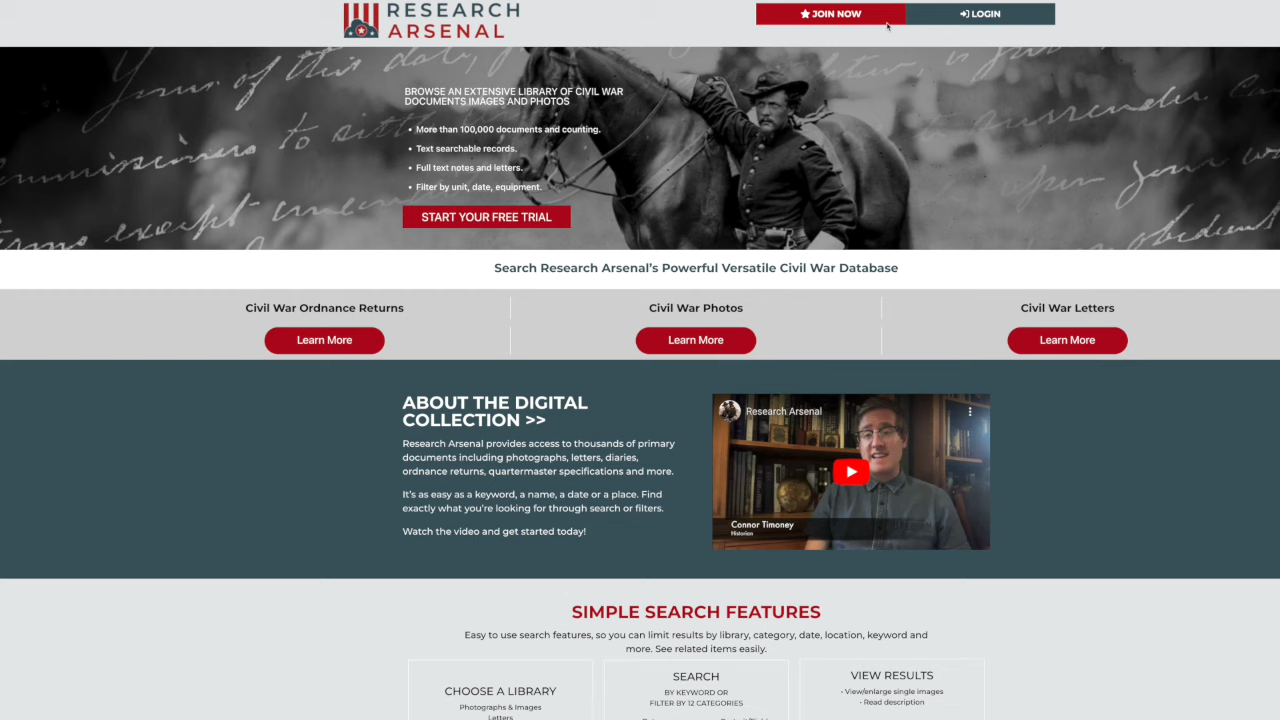 RESEARCH
ARSENAL
JOIN NOW
LOGIN
BROWSE AN EXTENSIVE LIBRARY OF CIVIL WAR
DOCUMENTS IMAGES AND PHOTOS
• More than 100,000 documents and counting.
• Text searchable records.
• Full text notes and letters.
• Filter by unit, date, equipment.
START YOUR FREE TRIAL
Search Research Arsenal's Powerful Versatile Civil War Database
Civil War Ordnance Returns
Learn More
Civil War Photos
Learn More
Civil War Letters
Learn More
ABOUT THE DIGITAL
COLLECTION >>
Research Arsenal provides access to thousands of primary
documents including photographs, letters, diaries,
ordnance returns, quartermaster specifications and more.
It's as easy as a keyword, a name, a date or a place. Find
exactly what you're looking for through search or filters.
Watch the video and get started today!
Research Arsenal
Connor Timoney
Historian
SIMPLE SEARCH FEATURES
Easy to use search features, so you can limit results by library, category, date, location, keyword and
more. See related items easily.
CHOOSE A LIBRARY
Photographs & Images
Letters
SEARCH
BY KEYWORD OR
FILTER BY 12 CATEGORIES
VIEW RESULTS
• View/enlarge single images
• Read description